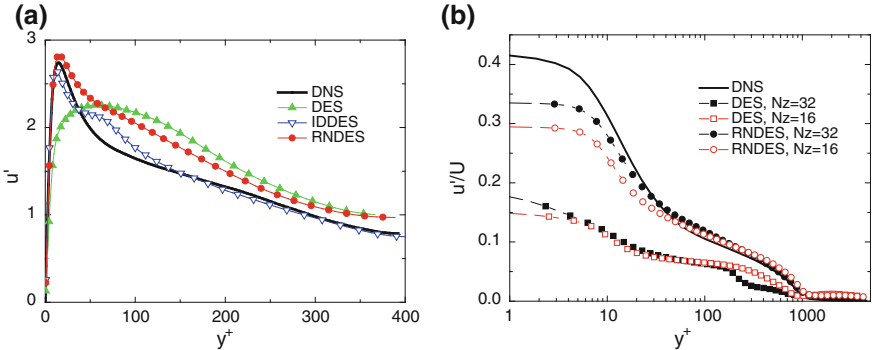 (a)
3
2
1
0
u'
0
100
200
300
400
y+
DNS
DES
IDDES
RNDES
(b)
0.4
0.3
0.2
0.1
0.0
u'/U
1
10
100
1000
y+
DNS
DES, Nz=32
DES, Nz=16
RNDES, Nz=32
RNDES, Nz=16